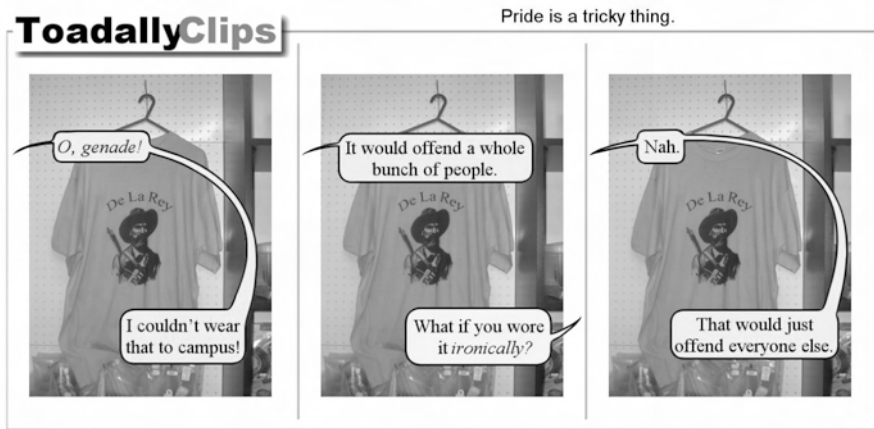 Pride is a tricky thing.
ToadallyClips
O, genade!
De La Rey
I couldn't wear
that to campus!
It would offend a whole
bunch of people.
De La Rey
What if you wore
it ironically?
Nah.
De La Rey
That would just
offend everyone else.